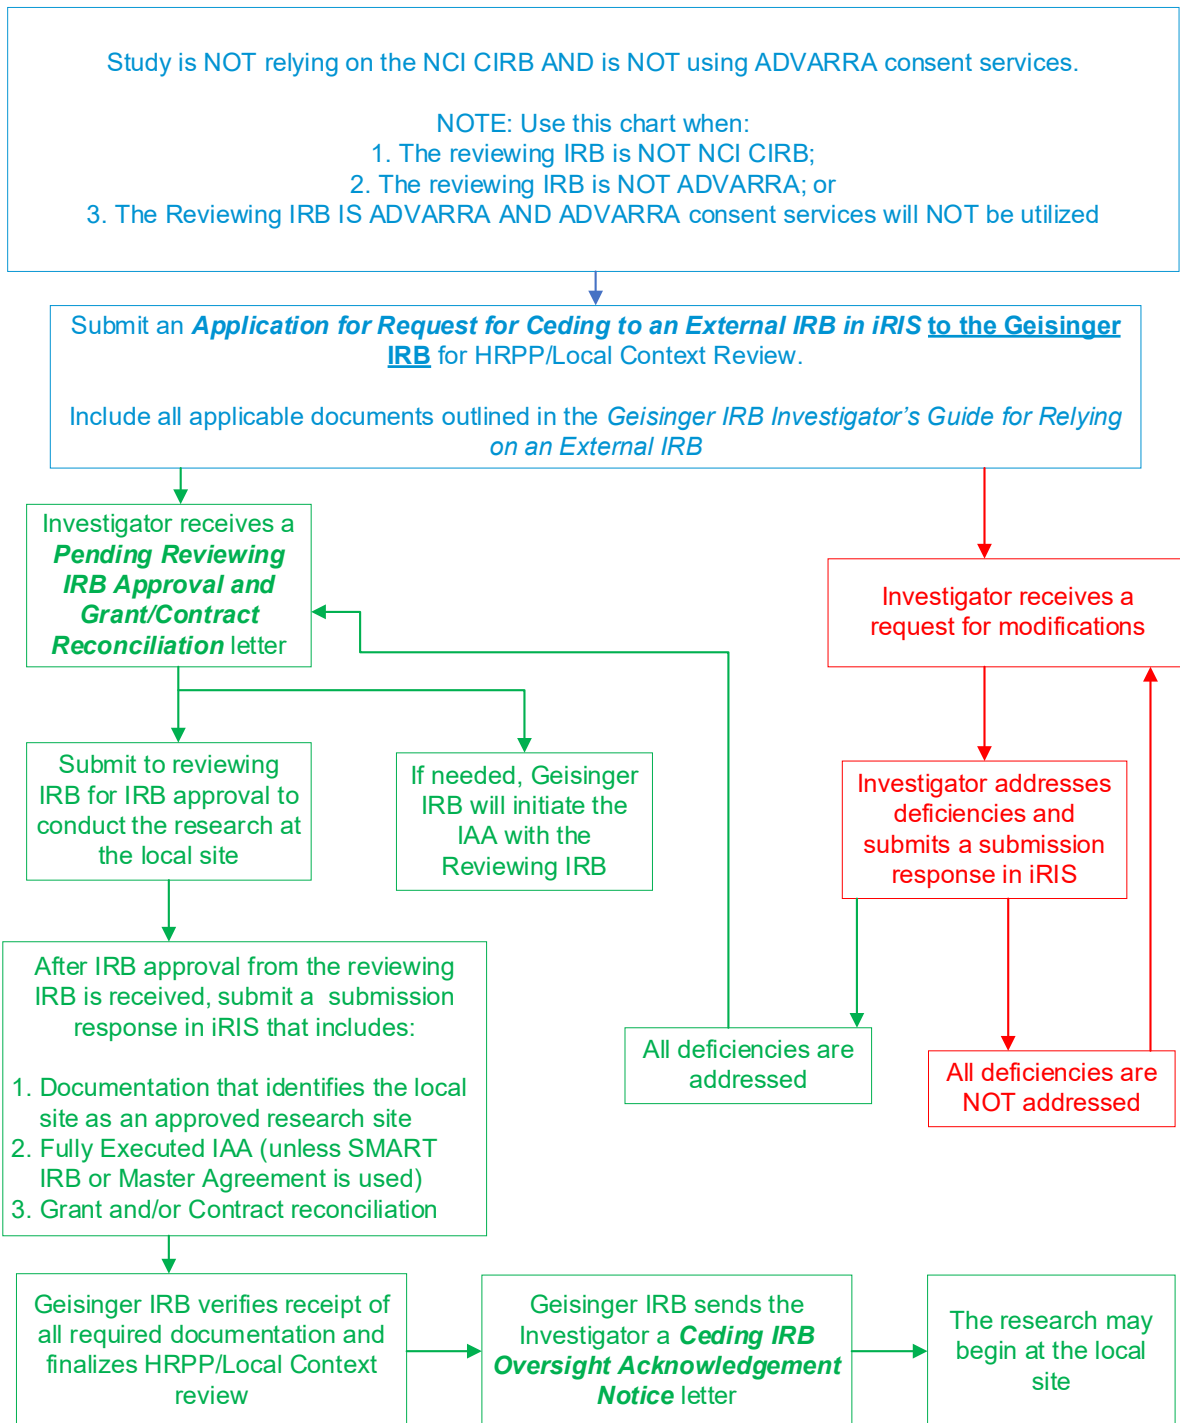 Study is NOT relying on the NCI CIRB AND is NOT using ADVARRA consent services.
NOTE: Use this chart when:
1. The reviewing IRB is NOT NCI CIRB;
2. The reviewing IRB is NOT ADVARRA; or
3. The Reviewing IRB IS ADVARRA AND ADVARRA consent services will NOT be utilized
Submit an Application for Request for Ceding to an External IRB in iRIS to the Geisinger
IRB for HRPP/Local Context Review.
Include all applicable documents outlined in the Geisinger IRB Investigator's Guide for Relying
on an External IRB
Investigator receives a
Pending Reviewing
IRB Approval and
Grant/Contract
Reconciliation letter
Investigator receives a
request for modifications
Submit to reviewing
IRB for IRB approval to
conduct the research at
the local site
If needed, Geisinger
IRB will initiate the
IAA with the
Reviewing IRB
Investigator addresses
deficiencies and
submits a submission
response in iRIS
After IRB approval from the reviewing
IRB is received, submit a submission
response in iRIS that includes:
1. Documentation that identifies the local
site as an approved research site
2. Fully Executed IAA (unless SMART
IRB or Master Agreement is used)
3. Grant and/or Contract reconciliation
All deficiencies are
addressed
All deficiencies are
NOT addressed
Geisinger IRB verifies receipt of
all required documentation and
finalizes HRPP/Local Context
review
Geisinger IRB sends the
Investigator a Ceding IRB
Oversight Acknowledgement
Notice letter
The research may
begin at the local
site